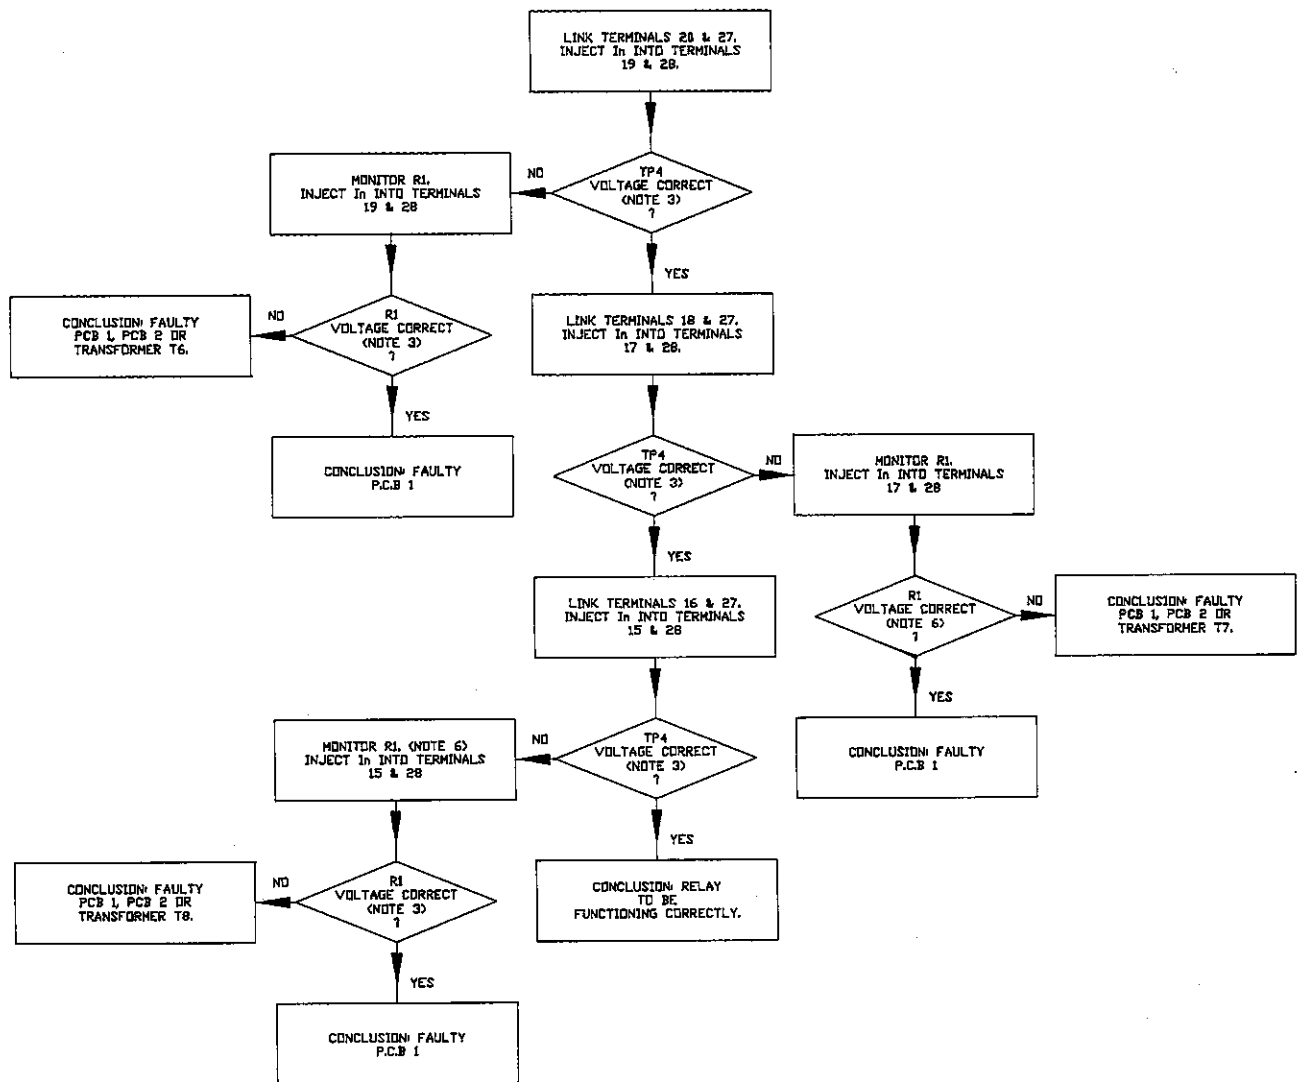 LINK TERMINALS 20 & 27.
INJECT In INTO TERMINALS
19 & 28.
TP4
VOLTAGE CORRECT
(NOTE 3)
?
NO
MONITOR R1.
INJECT In INTO TERMINALS
19 & 28
YES
R1
VOLTAGE CORRECT
(NOTE 3)
?
NO
CONCLUSION: FAULTY
PCB 1, PCB 2 OR
TRANSFORMER T6.
YES
CONCLUSION: FAULTY
P.C.B 1
LINK TERMINALS 18 & 27.
INJECT In INTO TERMINALS
17 & 28.
TP4
VOLTAGE CORRECT
(NOTE 3)
?
NO
MONITOR R1.
INJECT In INTO TERMINALS
17 & 28
YES
R1
VOLTAGE CORRECT
(NOTE 6)
?
NO
CONCLUSION: FAULTY
PCB 1, PCB 2 OR
TRANSFORMER T7.
YES
CONCLUSION: FAULTY
P.C.B 1
LINK TERMINALS 16 & 27.
INJECT In INTO TERMINALS
15 & 28
TP4
VOLTAGE CORRECT
(NOTE 3)
?
NO
MONITOR R1. (NOTE 6)
INJECT In INTO TERMINALS
15 & 28
YES
CONCLUSION: RELAY
TO BE
FUNCTIONING CORRECTLY.
R1
VOLTAGE CORRECT
(NOTE 3)
?
NO
CONCLUSION: FAULTY
PCB 1, PCB 2 OR
TRANSFORMER T8.
YES
CONCLUSION: FAULTY
P.C.B 1